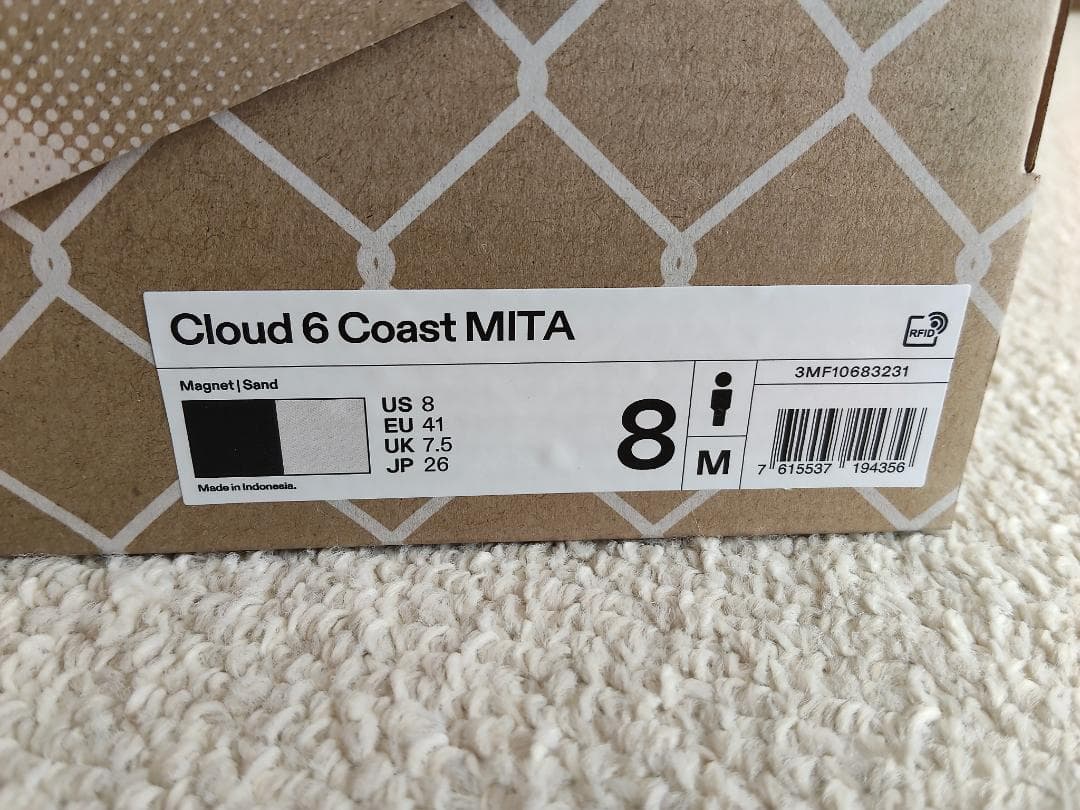 Cloud 6 Coast MITA
RFID
Magnet | Sand
US 8
EU 41
UK 7.5
JP 26
Made in Indonesia.
8
M
3MF10683231
7 615537 194356